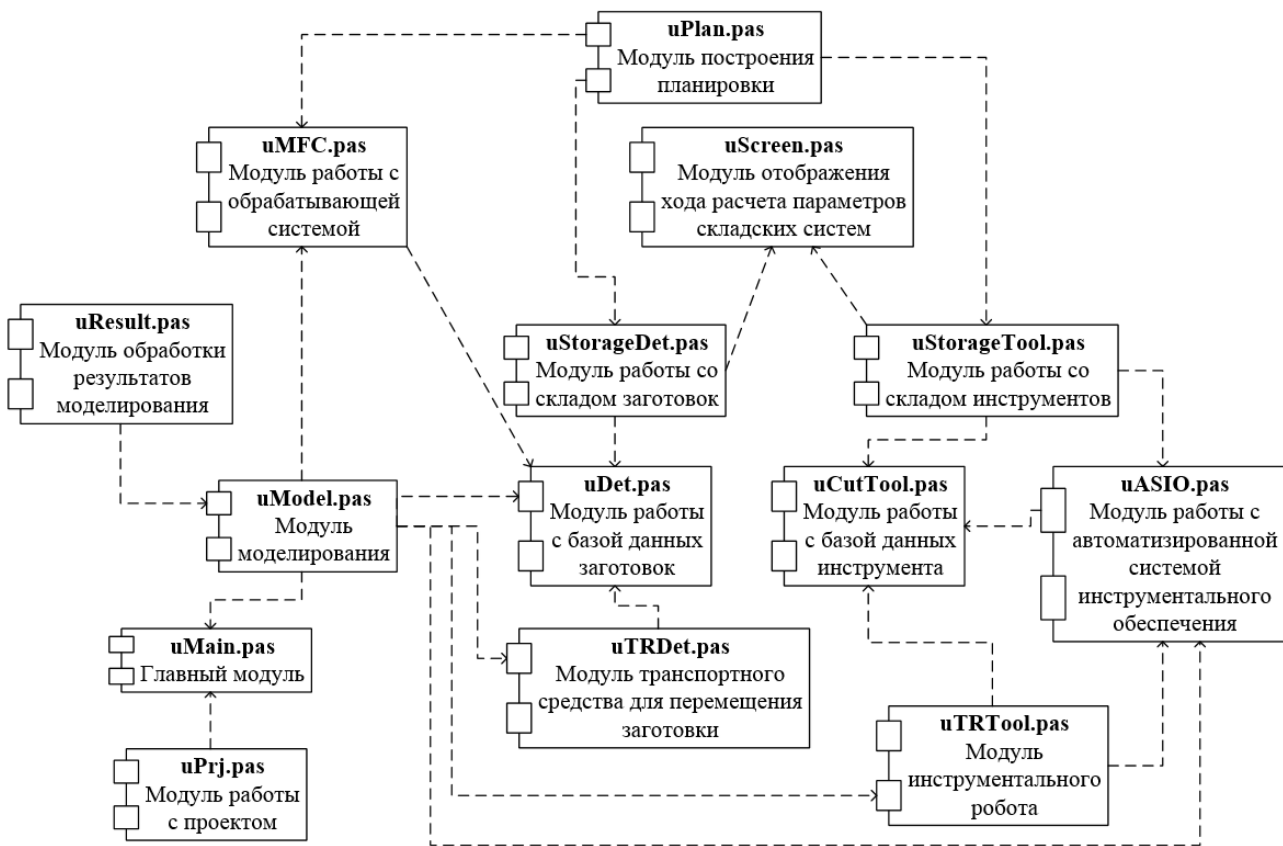 uPlan.pas
Модуль построения
планировки
uMFC.pas
Модуль работы с
обрабатывающей
системой
uScreen.pas
Модуль отображения
хода расчета параметров
складских систем
uResult.pas
Модуль обработки
результатов
моделирования
uStorageDet.pas
Модуль работы со
складом заготовок
uStorageTool.pas
Модуль работы со
складом инструментов
uModel.pas
Модуль
моделирования
uDet.pas
Модуль работы
с базой данных
заготовок
uCutTool.pas
Модуль работы
с базой данных
инструмента
uASIO.pas
Модуль работы с
автоматизированной
системой
инструментального
обеспечения
uMain.pas
Главный модуль
uTRDet.pas
Модуль транспортного
средства для перемещения
заготовки
uTRTool.pas
Модуль
инструментального
робота
uPrj.pas
Модуль работы
с проектом